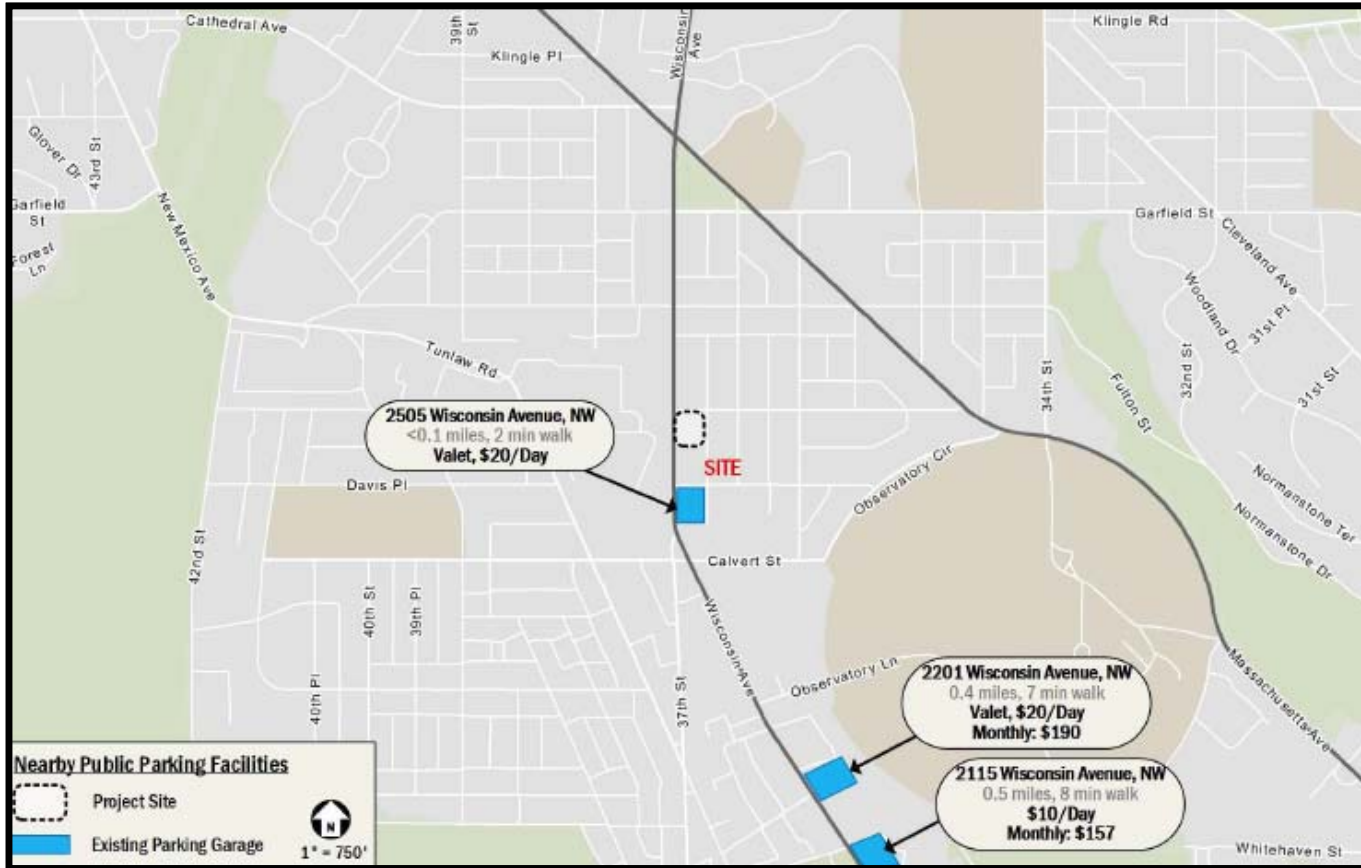 Cathedral Ave
39th
St
Klingle Pl
Wisconsin
Ave
Klingle Rd
Glover Dr
43rd St
Garfield
St
Forest
Ln
New Mexico Ave
Garfield St
Cleveland Ave
Woodland Dr
31st Pl
32nd St
31st St
Tunlaw Rd
34th St
Fulton St
2505 Wisconsin Avenue, NW
<0.1 miles, 2 min walk
Valet, $20/Day
SITE
Davis Pl
Observatory Cir
Normanstone Ter
Normanstone Dr
42nd St
Calvert St
40th St
39th Pl
Wisconsin Ave
Observatory Ln
Massachusetts Ave
40th Pl
37th St
2201 Wisconsin Avenue, NW
0.4 miles, 7 min walk
Valet, $20/Day
Monthly: $190
2115 Wisconsin Avenue, NW
0.5 miles, 8 min walk
$10/Day
Monthly: $157
Whitehaven St
Nearby Public Parking Facilities
Project Site
Existing Parking Garage
N
1" = 750'